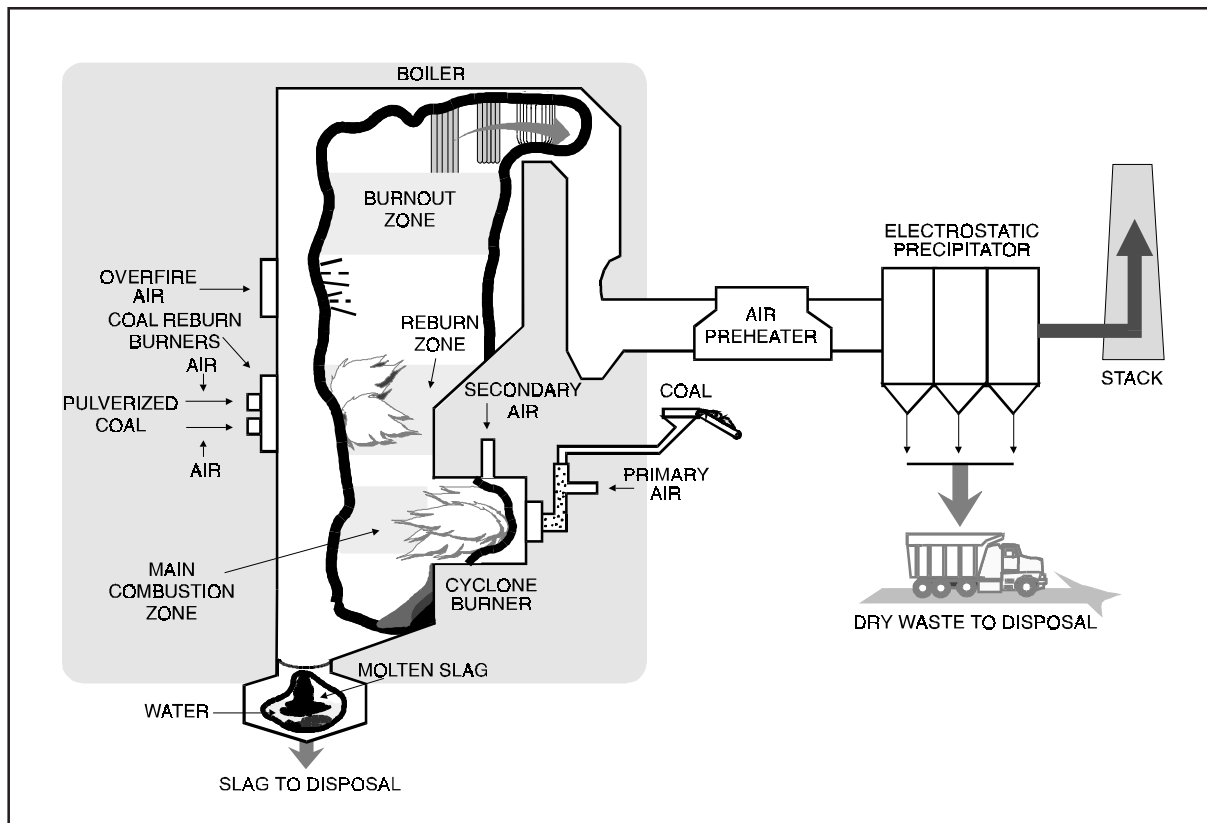 BOILER
BURNOUT
ZONE
OVERFIRE
AIR
COAL REBURN
BURNERS
AIR
PULVERIZED
COAL
AIR
REBURN
ZONE
SECONDARY
AIR
COAL
PRIMARY
AIR
MAIN
COMBUSTION
ZONE
CYCLONE
BURNER
MOLTEN SLAG
WATER
SLAG TO DISPOSAL
AIR
PREHEATER
ELECTROSTATIC
PRECIPITATOR
STACK
DRY WASTE TO DISPOSAL